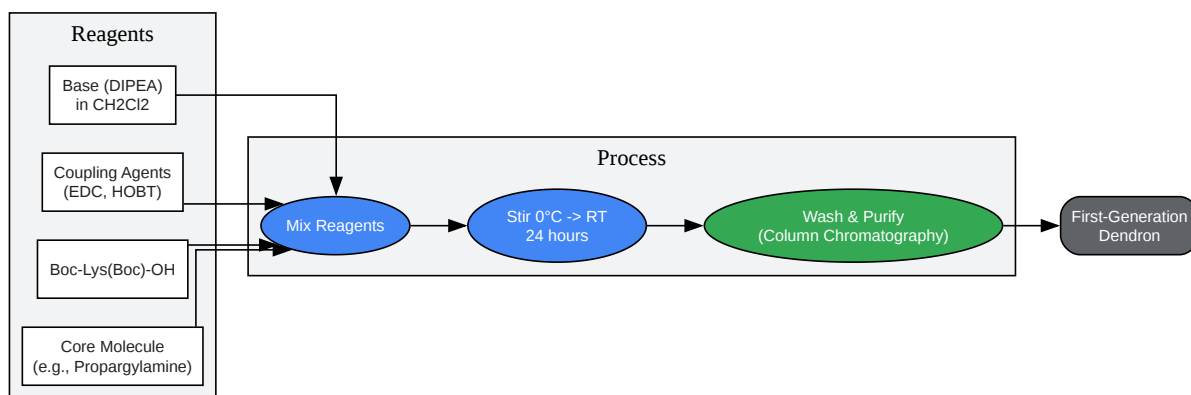 Reagents
Base (DIPEA)
in CH2Cl2
Coupling Agents
(EDC, HOBT)
Boc-Lys(Boc)-OH
Core Molecule
(e.g., Propargylamine)
Process
Mix Reagents
Stir 0°C -> RT
24 hours
Wash & Purify
(Column Chromatography)
First-Generation
Dendron